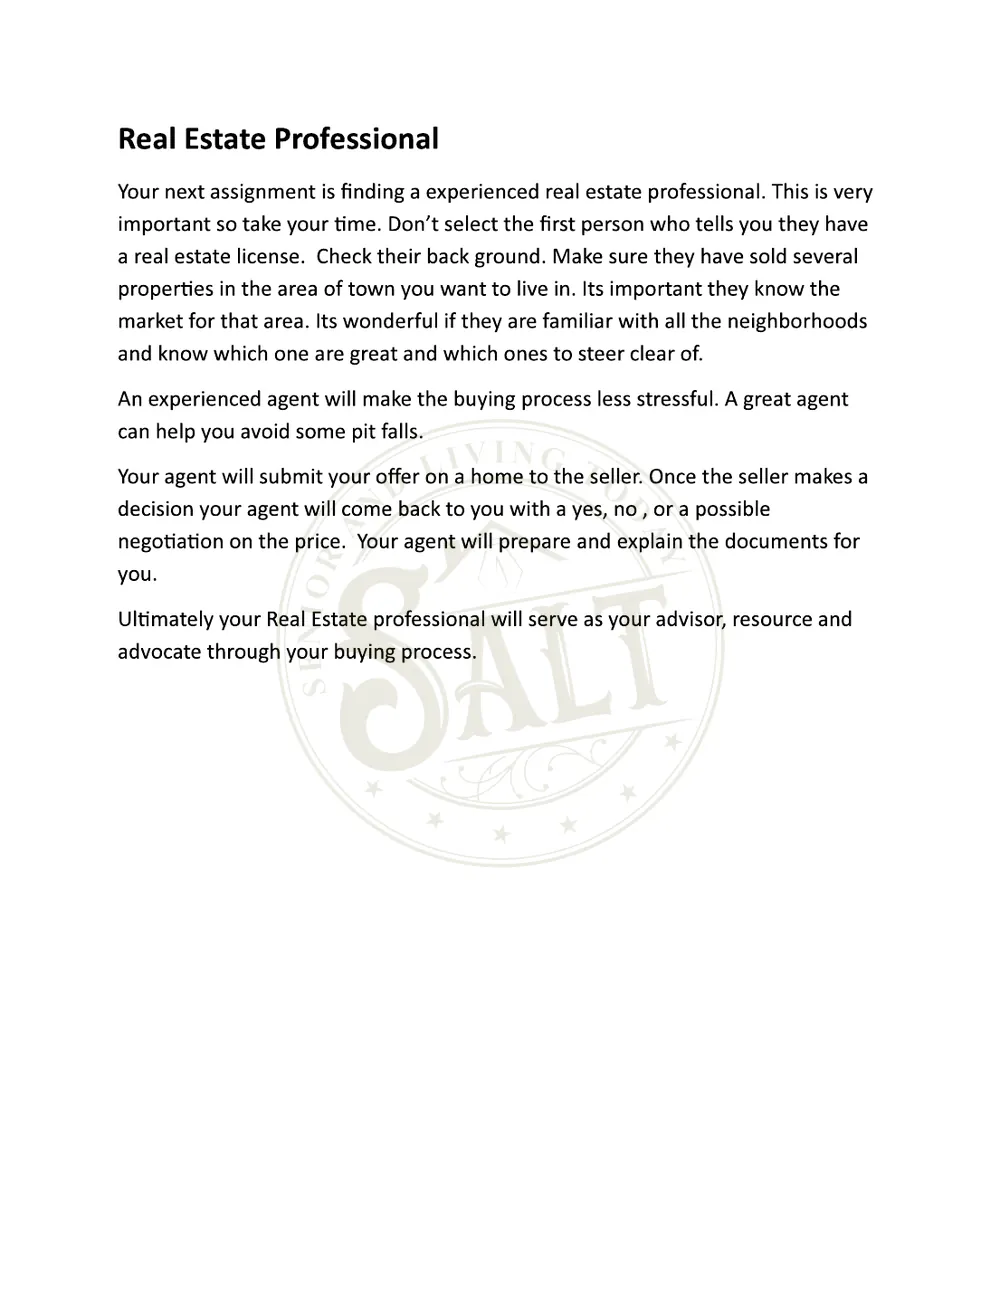 Real Estate Professional
Your next assignment is finding a experienced real estate professional. This is very
important so take your time. Don’t select the first person who tells you they have
a real estate license.  Check their back ground. Make sure they have sold several
properties in the area of town you want to live in. Its important they know the
market for that area. Its wonderful if they are familiar with all the neighborhoods
and know which one are great and which ones to steer clear of.
An experienced agent will make the buying process less stressful. A great agent
can help you avoid some pit falls.
Your agent will submit your offer on a home to the seller. Once the seller makes a
decision your agent will come back to you with a yes, no , or a possible
negotiation on the price.  Your agent will prepare and explain the documents for
you.
Ultimately your Real Estate professional will serve as your advisor, resource and
advocate through your buying process.
SENIOR AND LIVING TODAY
SALT